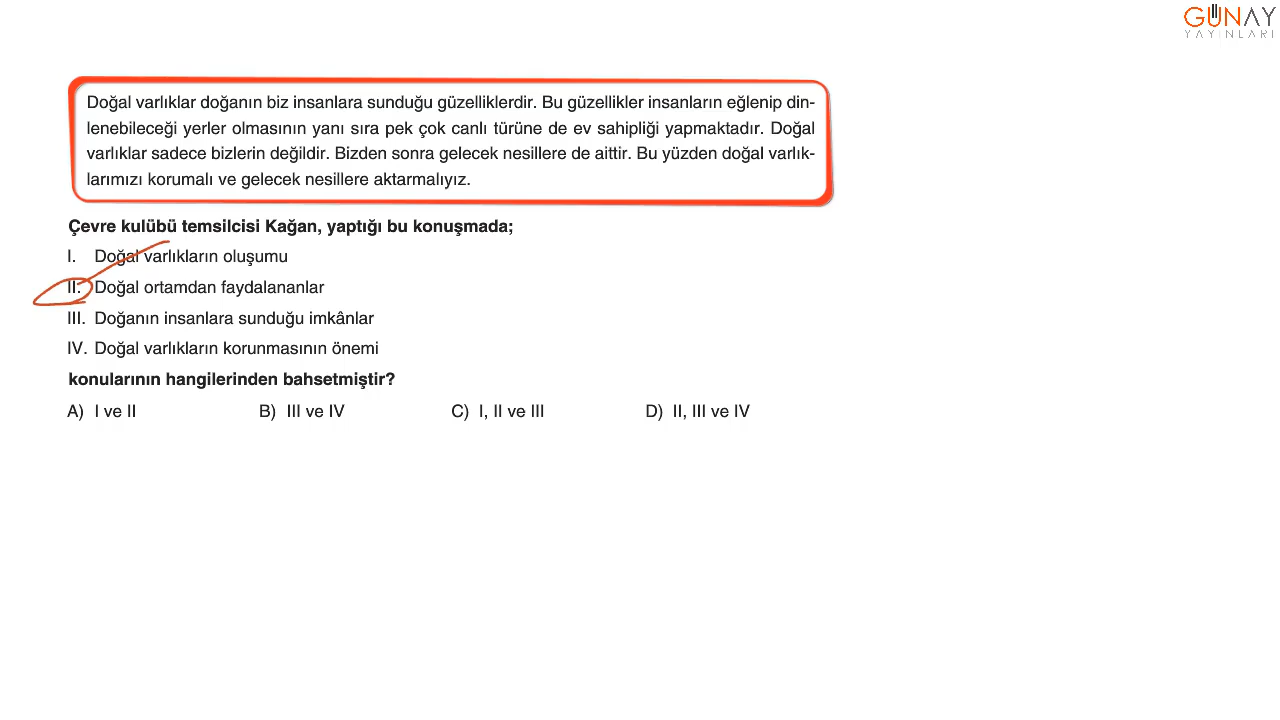 GÜNAY
YAYINLARI
Doğal varlıklar doğanın biz insanlara sunduğu güzelliklerdir. Bu güzellikler insanların eğlenip din-
lenebileceği yerler olmasının yanı sıra pek çok canlı türüne de ev sahipliği yapmaktadır. Doğal
varlıklar sadece bizlerin değildir. Bizden sonra gelecek nesillere de aittir. Bu yüzden doğal varlık-
larımızı korumalı ve gelecek nesillere aktarmalıyız.
Çevre kulübü temsilcisi Kağan, yaptığı bu konuşmada;
I. Doğal varlıkların oluşumu
II. Doğal ortamdan faydalananlar
III. Doğanın insanlara sunduğu imkânlar
IV. Doğal varlıkların korunmasının önemi
konularının hangilerinden bahsetmiştir?
A) I ve II B) III ve IV C) I, II ve III D) II, III ve IV